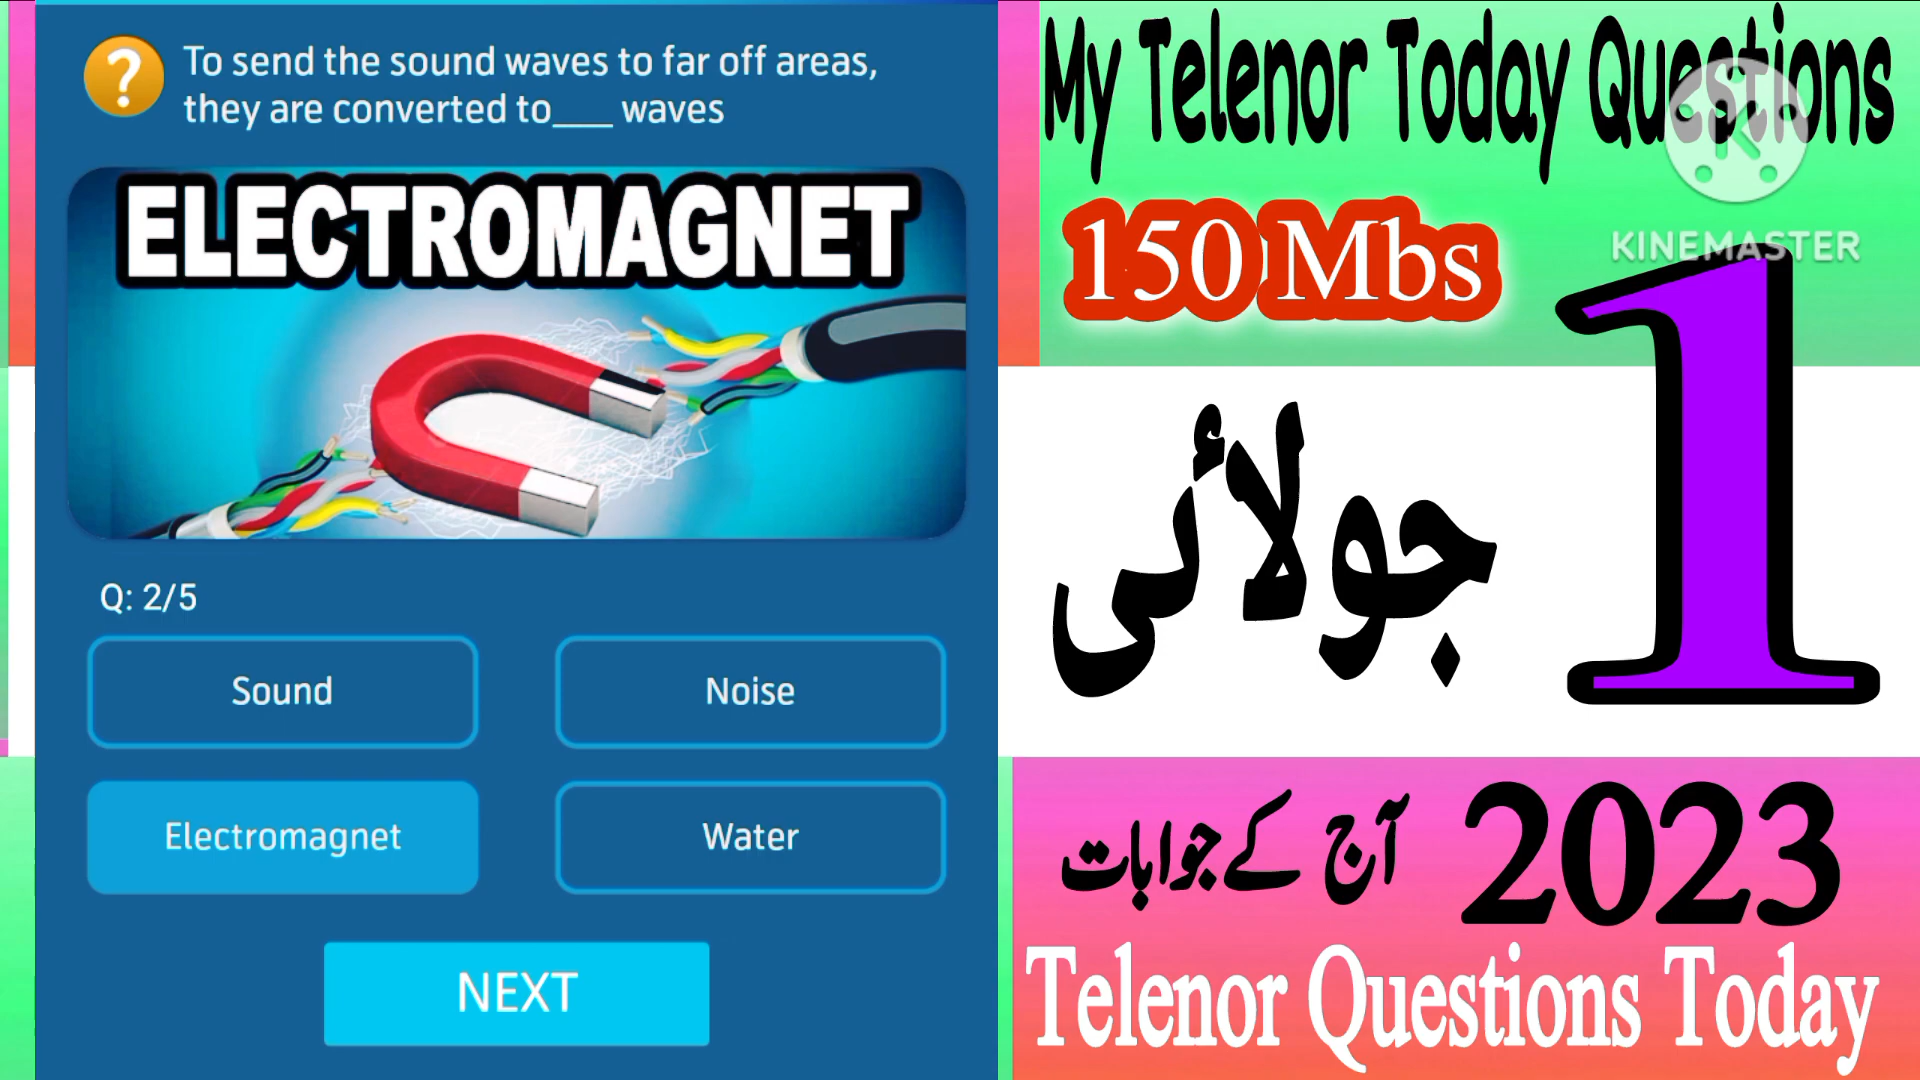 To send the sound waves to far off areas,
they are converted to___ waves
ELECTROMAGNET
Q: 2/5
Sound
Noise
Electromagnet
Water
NEXT
My Telenor Today Questions
KINEMASTER
150 Mbs
1
جولائی
2023
آج کے جوابات
Telenor Questions Today